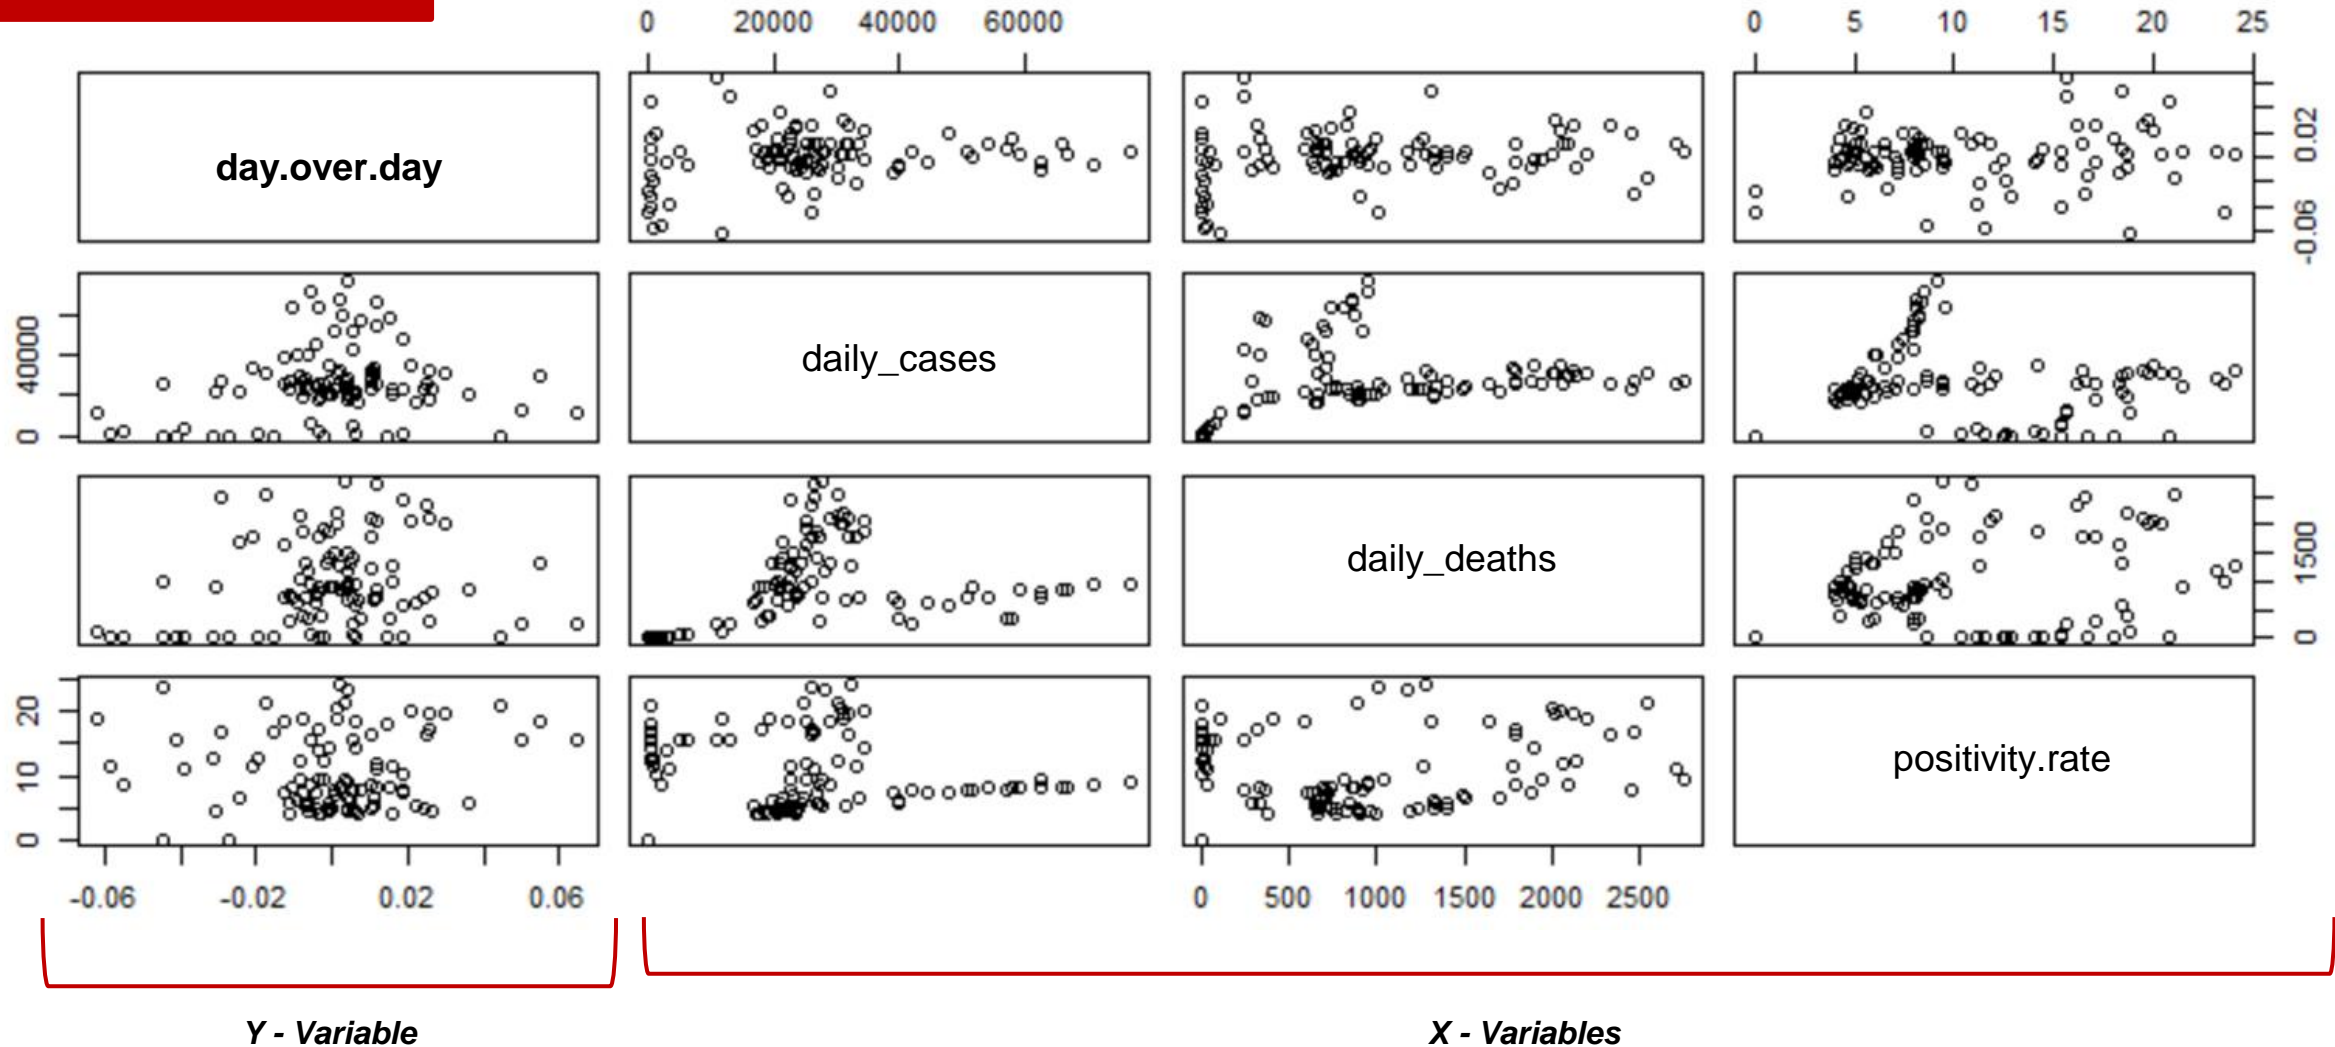 0 20000 40000 60000
0 5 10 15 20 25
day.over.day
0.02
-0.06
40000
0
daily_cases
daily_deaths
1500
0
20
10
0
positivity.rate
-0.06 -0.02 0.02 0.06
0 500 1000 1500 2000 2500
Y - Variable
X - Variables